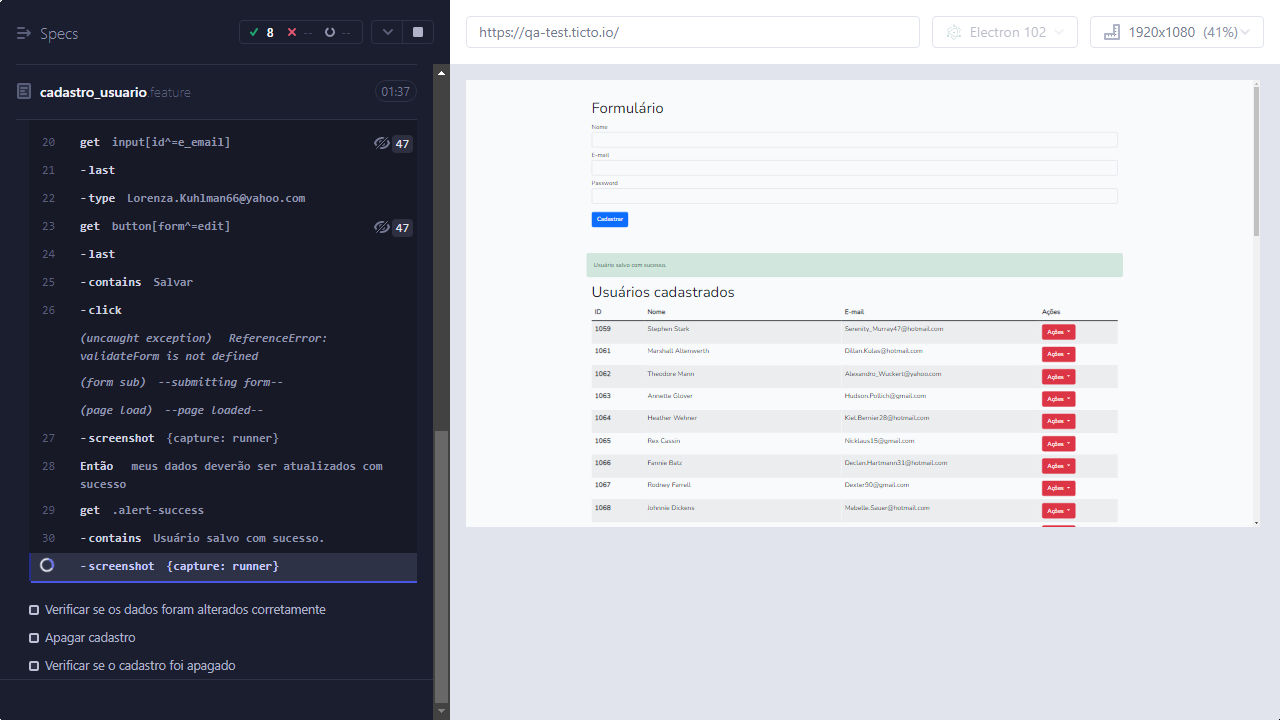 Specs
8
--
--
https://qa-test.ticto.io/
Electron 102
1920x1080 (41%)
cadastro_usuario.feature
01:37
20 get input[id^=e_email] 47
21 -last
22 -type Lorenza.Kuhlman66@yahoo.com
23 get button[form^=edit] 47
24 -last
25 -contains Salvar
26 -click
(uncaught exception) ReferenceError:
validateForm is not defined
(form sub) --submitting form--
(page load) --page loaded--
27 -screenshot {capture: runner}
28 Então meus dados deverão ser atualizados com
sucesso
29 get .alert-success
30 -contains Usuário salvo com sucesso.
-screenshot {capture: runner}
Verificar se os dados foram alterados corretamente
Apagar cadastro
Verificar se o cadastro foi apagado
Formulário
Nome
E-mail
Password
Cadastrar
Usuário salvo com sucesso.
Usuários cadastrados
ID Nome E-mail Ações
1059 Stephen Stark Serenity_Murray47@hotmail.com Ações
1061 Marshall Altenwerth Dillan.Kulas@hotmail.com Ações
1062 Theodore Mann Alexandro_Wuckert@yahoo.com Ações
1063 Annette Glover Hudson.Pollich@gmail.com Ações
1064 Heather Wehner Kiel.Bernier28@hotmail.com Ações
1065 Rex Cassin Nicklaus15@gmail.com Ações
1066 Fannie Batz Declan.Hartmann31@hotmail.com Ações
1067 Rodney Farrell Dexter90@gmail.com Ações
1068 Johnnie Dickens Mabelle.Sauer@hotmail.com Ações